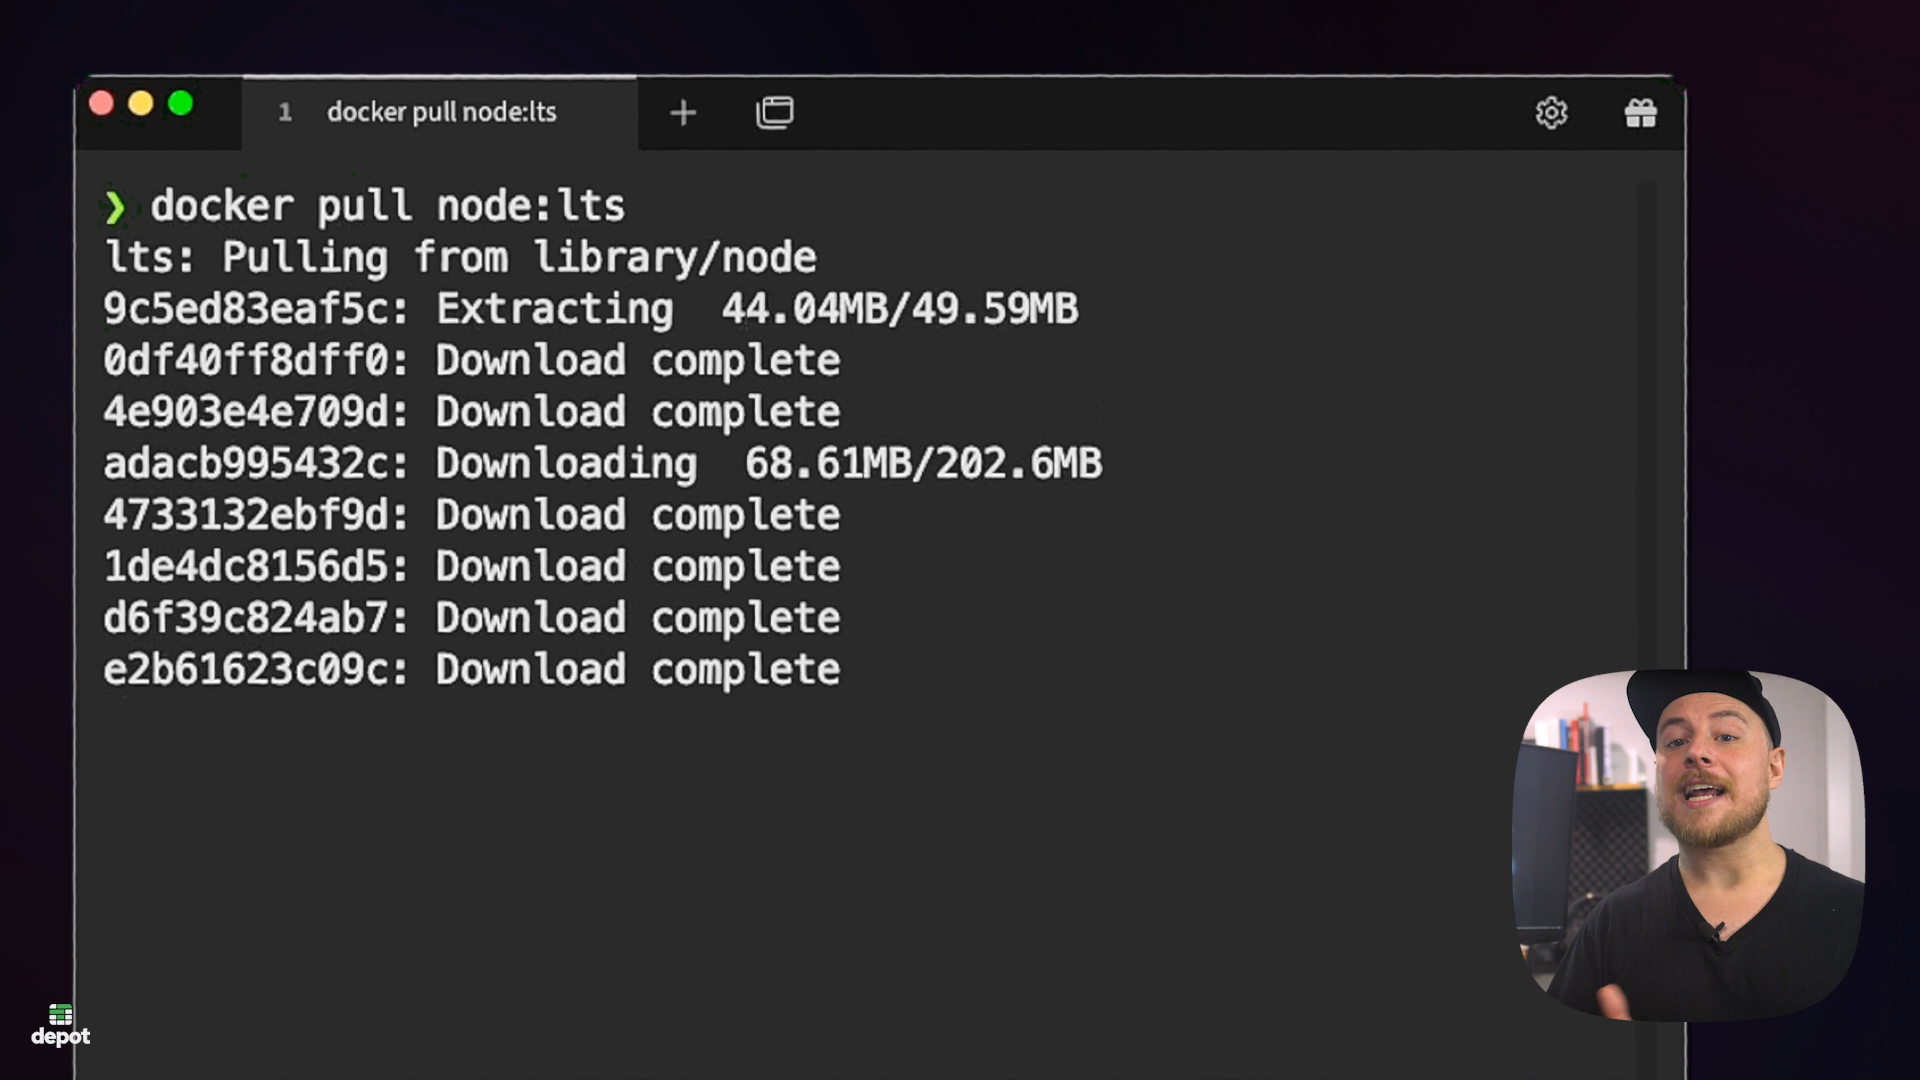 1 docker pull node:lts
❯ docker pull node:lts
lts: Pulling from library/node
9c5ed83eaf5c: Extracting 44.04MB/49.59MB
0df40ff8dff0: Download complete
4e903e4e709d: Download complete
adacb995432c: Downloading 68.61MB/202.6MB
4733132ebf9d: Download complete
1de4dc8156d5: Download complete
d6f39c824ab7: Download complete
e2b61623c09c: Download complete
depot